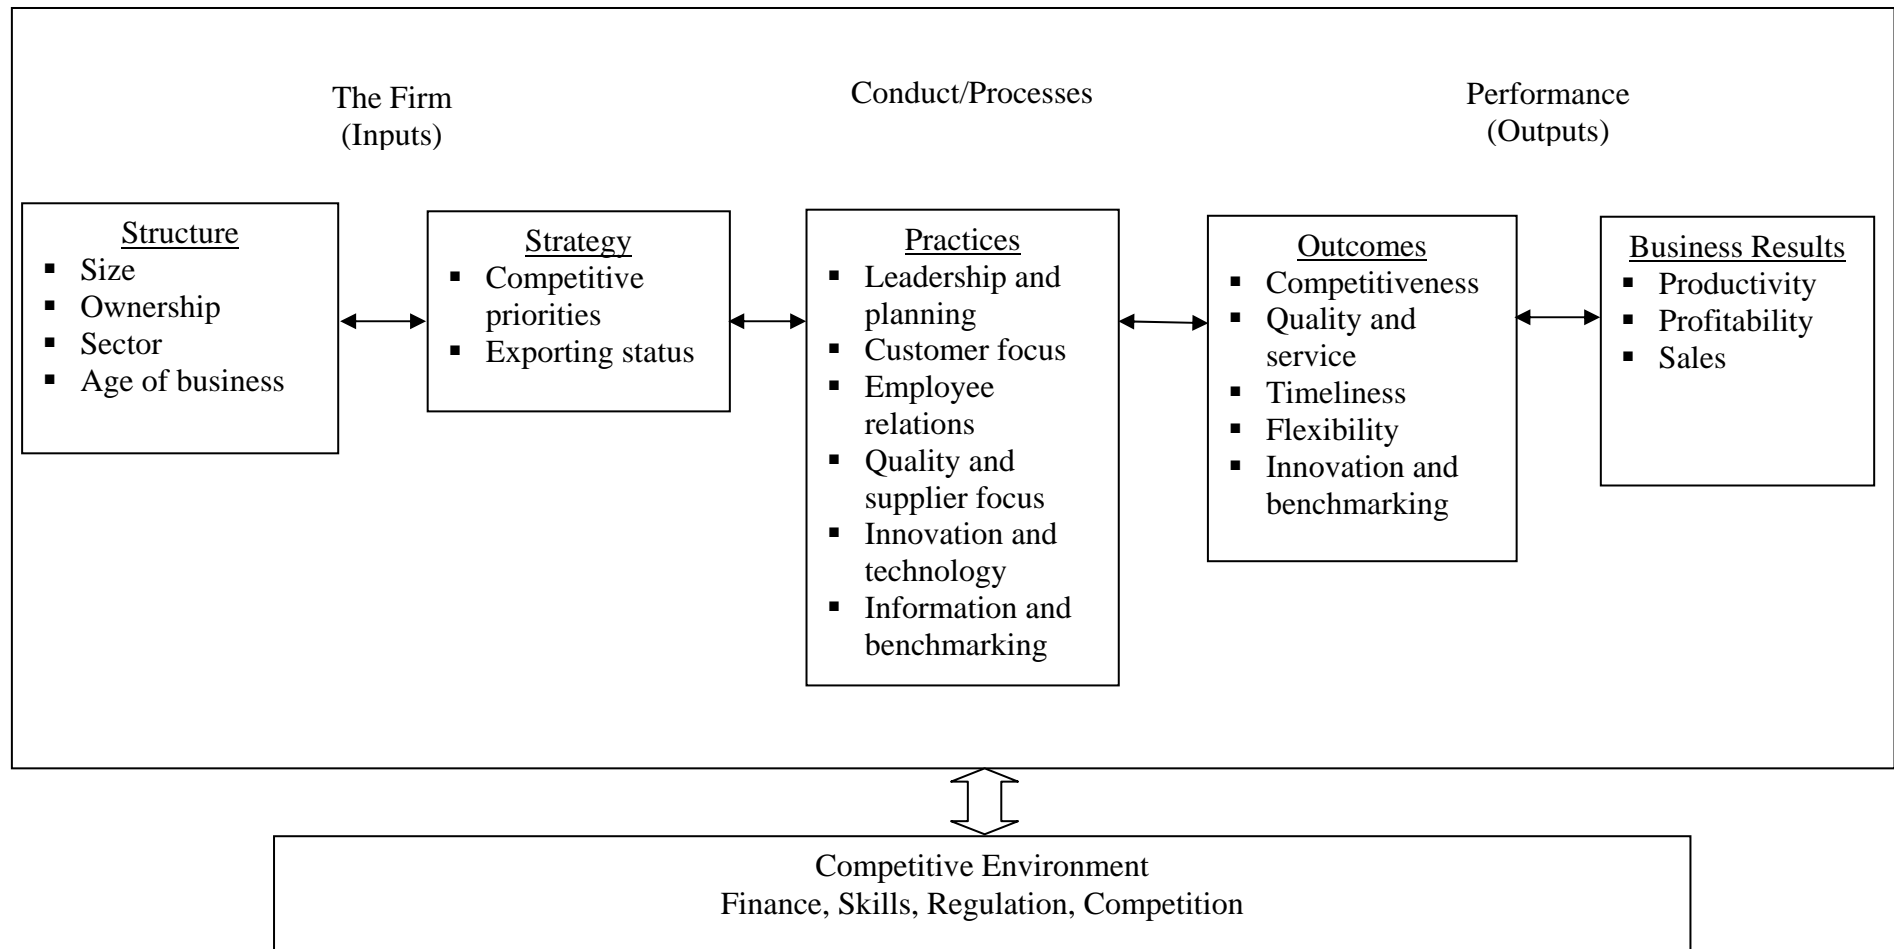 The Firm
(Inputs)
Conduct/Processes
Performance
(Outputs)
Structure
▪ Size
▪ Ownership
▪ Sector
▪ Age of business
Strategy
▪ Competitive
priorities
▪ Exporting status
Practices
▪ Leadership and
planning
▪ Customer focus
▪ Employee
relations
▪ Quality and
supplier focus
▪ Innovation and
technology
▪ Information and
benchmarking
Outcomes
▪ Competitiveness
▪ Quality and
service
▪ Timeliness
▪ Flexibility
▪ Innovation and
benchmarking
Business Results
▪ Productivity
▪ Profitability
▪ Sales
Competitive Environment
Finance, Skills, Regulation, Competition